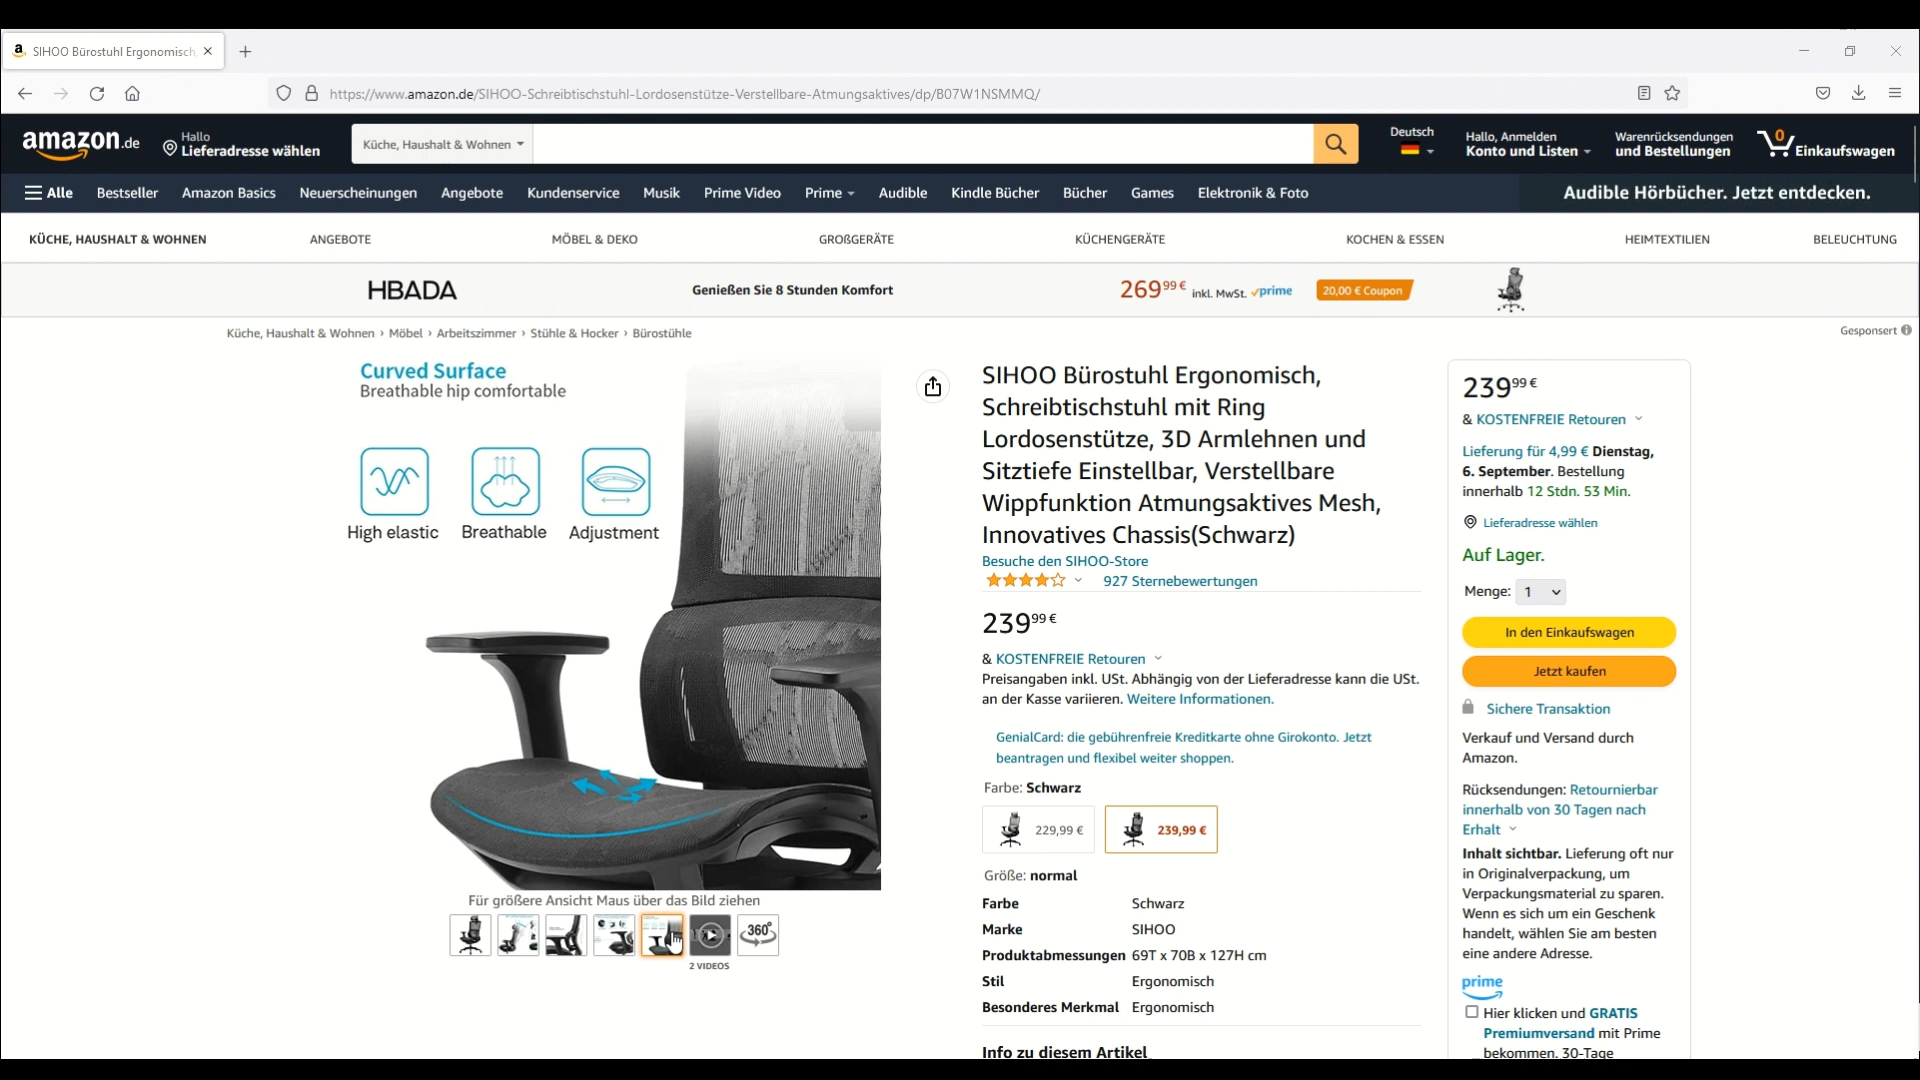 SIHOO Bürostuhl Ergonomisch,
https://www.amazon.de/SIHOO-Schreibtischstuhl-Lordosenstütze-Verstellbare-Atmungsaktives/dp/B07W1NSMMQ/
amazon.de
Hallo
Lieferadresse wählen
Küche, Haushalt & Wohnen
Deutsch
Hallo, Anmelden
Konto und Listen
Warenrücksendungen
und Bestellungen
0
Einkaufswagen
Alle
Bestseller
Amazon Basics
Neuerscheinungen
Angebote
Kundenservice
Musik
Prime Video
Prime
Audible
Kindle Bücher
Bücher
Games
Elektronik & Foto
Audible Hörbücher. Jetzt entdecken.
KÜCHE, HAUSHALT & WOHNEN
ANGEBOTE
MÖBEL & DEKO
GROẞGERÄTE
KÜCHENGERÄTE
KOCHEN & ESSEN
HEIMTEXTILIEN
BELEUCHTUNG
HBADA
Genießen Sie 8 Stunden Komfort
269 99 € inkl. MwSt. prime
20,00 € Coupon
Küche, Haushalt & Wohnen › Möbel › Arbeitszimmer › Stühle & Hocker › Bürostühle
Gesponsert
Curved Surface
Breathable hip comfortable
High elastic
Breathable
Adjustment
Für größere Ansicht Maus über das Bild ziehen
360°
2 VIDEOS
SIHOO Bürostuhl Ergonomisch,
Schreibtischstuhl mit Ring
Lordosenstütze, 3D Armlehnen und
Sitztiefe Einstellbar, Verstellbare
Wippfunktion Atmungsaktives Mesh,
Innovatives Chassis(Schwarz)
Besuche den SIHOO-Store
927 Sternebewertungen
239 99 €
& KOSTENFREIE Retouren
Preisangaben inkl. USt. Abhängig von der Lieferadresse kann die USt.
an der Kasse variieren. Weitere Informationen.
GenialCard: die gebührenfreie Kreditkarte ohne Girokonto. Jetzt
beantragen und flexibel weiter shoppen.
Farbe: Schwarz
229,99 €
239,99 €
Größe: normal
Farbe Schwarz
Marke SIHOO
Produktabmessungen 69T x 70B x 127H cm
Stil Ergonomisch
Besonderes Merkmal Ergonomisch
Info zu diesem Artikel
239 99 €
& KOSTENFREIE Retouren
Lieferung für 4,99 € Dienstag,
6. September. Bestellung
innerhalb 12 Stdn. 53 Min.
Lieferadresse wählen
Auf Lager.
Menge: 1
In den Einkaufswagen
Jetzt kaufen
Sichere Transaktion
Verkauf und Versand durch
Amazon.
Rücksendungen: Retournierbar
innerhalb von 30 Tagen nach
Erhalt
Inhalt sichtbar. Lieferung oft nur
in Originalverpackung, um
Verpackungsmaterial zu sparen.
Wenn es sich um ein Geschenk
handelt, wählen Sie am besten
eine andere Adresse.
prime
Hier klicken und GRATIS
Premiumversand mit Prime
bekommen. 30-Tage